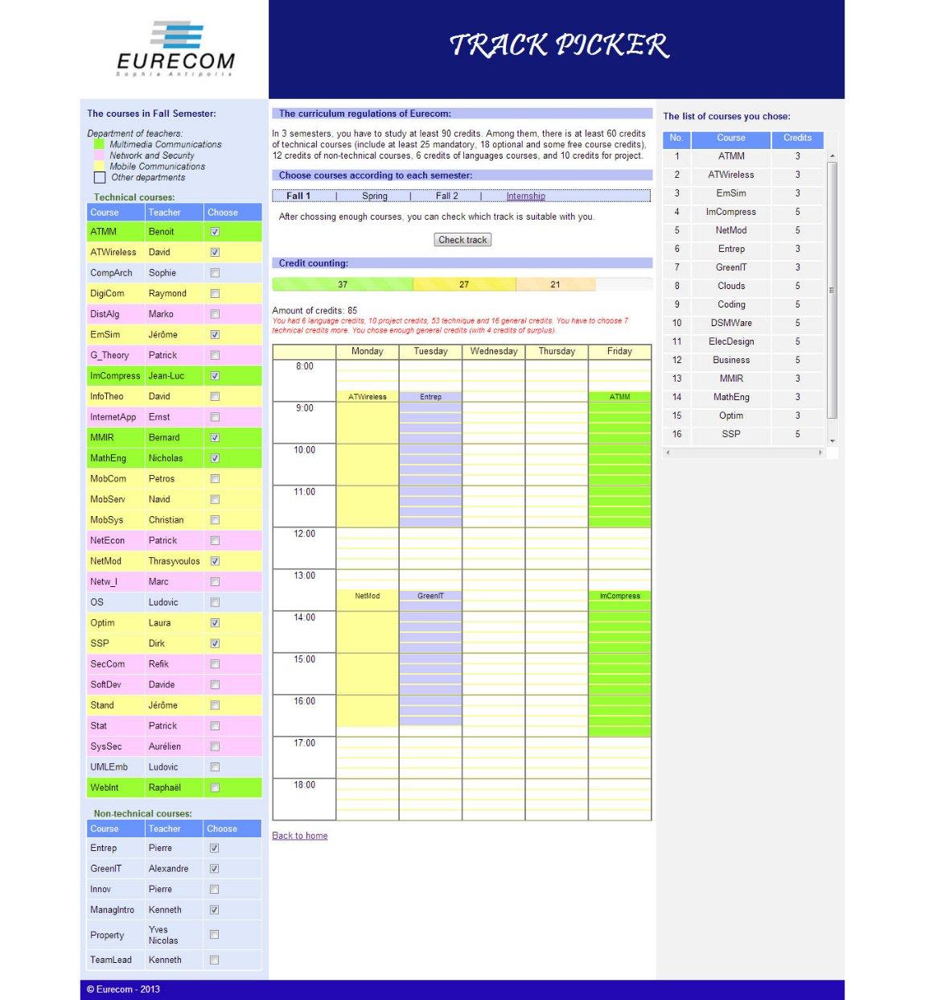 EURECOM
Sophia Antipolis
TRACK PICKER
The courses in Fall Semester:
Department of teachers:
Multimedia Communications
Network and Security
Mobile Communications
Other departments
Technical courses:
Course Teacher Choose
ATMM Benoit
ATWireless David
CompArch Sophie
DigiCom Raymond
DistAlg Marko
EmSim Jérôme
G_Theory Patrick
ImCompress Jean-Luc
InfoTheo David
InternetApp Ernst
MMIR Bernard
MathEng Nicholas
MobCom Petros
MobServ Navid
MobSys Christian
NetEcon Patrick
NetMod Thrasyvoulos
Netw_I Marc
OS Ludovic
Optim Laura
SSP Dirk
SecCom Refik
SoftDev Davide
Stand Jérôme
Stat Patrick
SysSec Aurélien
UMLEmb Ludovic
WebInt Raphaël
Non-technical courses:
Course Teacher Choose
Entrep Pierre
GreenIT Alexandre
Innov Pierre
ManagIntro Kenneth
Property Yves
Nicolas
TeamLead Kenneth
The curriculum regulations of Eurecom:
In 3 semesters, you have to study at least 90 credits. Among them, there is at least 60 credits
of technical courses (include at least 25 mandatory, 18 optional and some free course credits),
12 credits of non-technical courses, 6 credits of languages courses, and 10 credits for project.
Choose courses according to each semester:
Fall 1 | Spring | Fall 2 | Internship
After chossing enough courses, you can check which track is suitable with you.
Check track
Credit counting:
37 27 21
Amount of credits: 85
You had 6 language credits, 10 project credits, 53 technique and 16 general credits. You have to choose 7
technical credits more. You chose enough general credits (with 4 credits of surplus).
Monday Tuesday Wednesday Thursday Friday
8:00
ATWireless Entrep ATMM
9:00
10:00
11:00
12:00
13:00
NetMod GreenIT ImCompress
14:00
15:00
16:00
17:00
18:00
Back to home
The list of courses you chose:
No. Course Credits
1 ATMM 3
2 ATWireless 3
3 EmSim 3
4 ImCompress 5
5 NetMod 5
6 Entrep 3
7 GreenIT 3
8 Clouds 5
9 Coding 5
10 DSMWare 5
11 ElecDesign 5
12 Business 5
13 MMIR 3
14 MathEng 3
15 Optim 3
16 SSP 5
© Eurecom - 2013